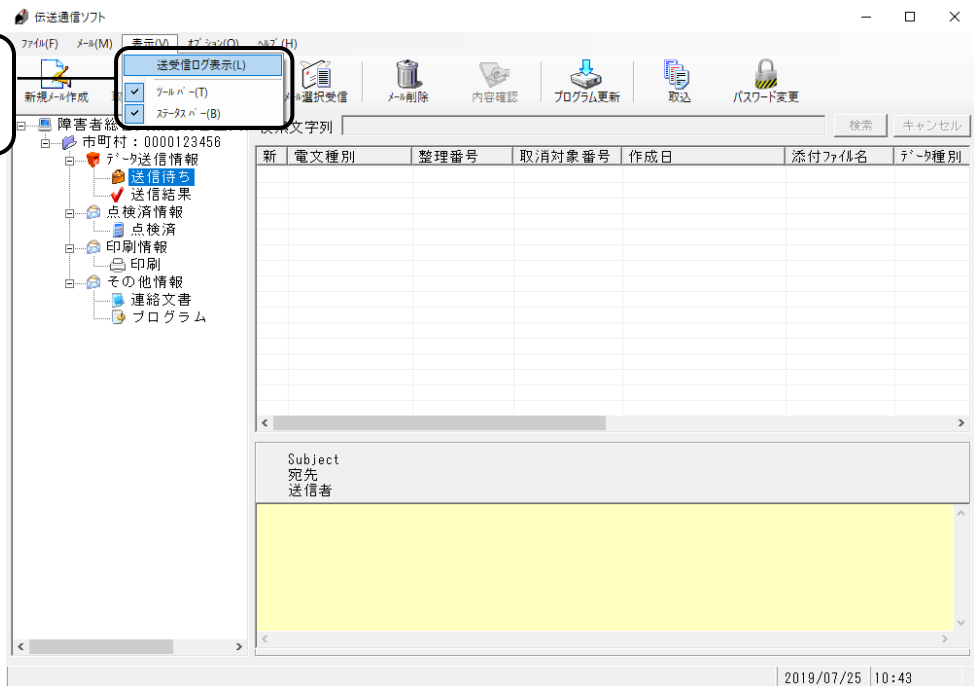 伝送通信ソフト
ﾌｧｲﾙ(F) ﾒｰﾙ(M) 表示(V) ｵﾌﾟｼｮﾝ(O) ﾍﾙﾌﾟ(H)
送受信ログ表示(L)
ﾂｰﾙ ﾊﾞｰ(T)
ｽﾃｰﾀｽ ﾊﾞｰ(B)
新規ﾒｰﾙ作成 ﾒｰﾙ選択受信 ﾒｰﾙ削除 内容確認 ﾌﾟﾛｸﾞﾗﾑ更新 取込 ﾊﾟｽﾜｰﾄﾞ変更
文字列 検索 キャンセル
障害者総
市町村：0000123456
ﾃﾞｰﾀ送信情報
送信待ち
送信結果
点検済情報
点検済
印刷情報
印刷
その他情報
連絡文書
プログラム
新 電文種別 整理番号 取消対象番号 作成日 添付ﾌｧｲﾙ名 ﾃﾞｰﾀ種別
Subject
宛先
送信者
2019/07/25 10:43